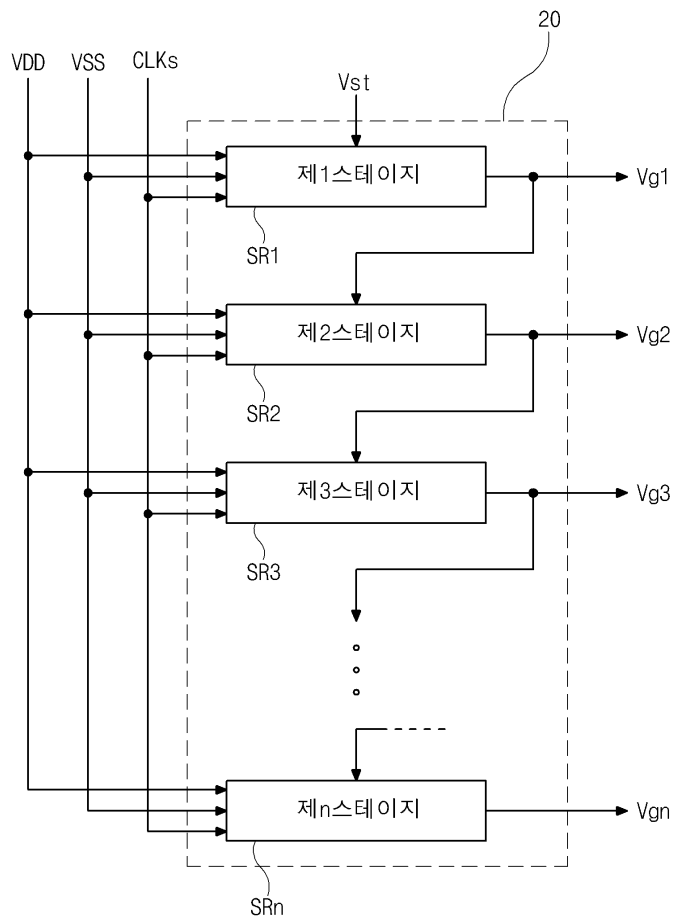 20
VDD VSS CLKs
Vst
제1스테이지
Vg1
SR1
제2스테이지
Vg2
SR2
제3스테이지
Vg3
SR3
제n스테이지
Vgn
SRn